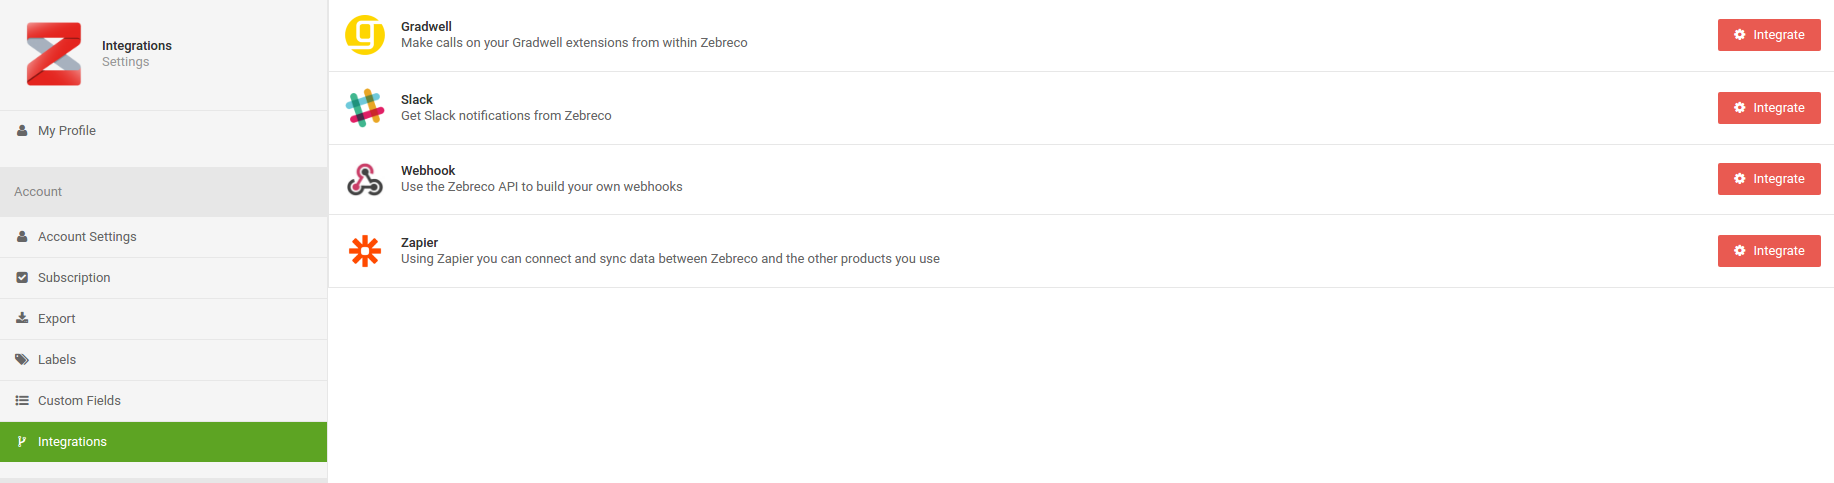 Integrations
Settings
My Profile
Account
Account Settings
Subscription
Export
Labels
Custom Fields
Integrations
Gradwell
Make calls on your Gradwell extensions from within Zebreco
Integrate
Slack
Get Slack notifications from Zebreco
Integrate
Webhook
Use the Zebreco API to build your own webhooks
Integrate
Zapier
Using Zapier you can connect and sync data between Zebreco and the other products you use
Integrate